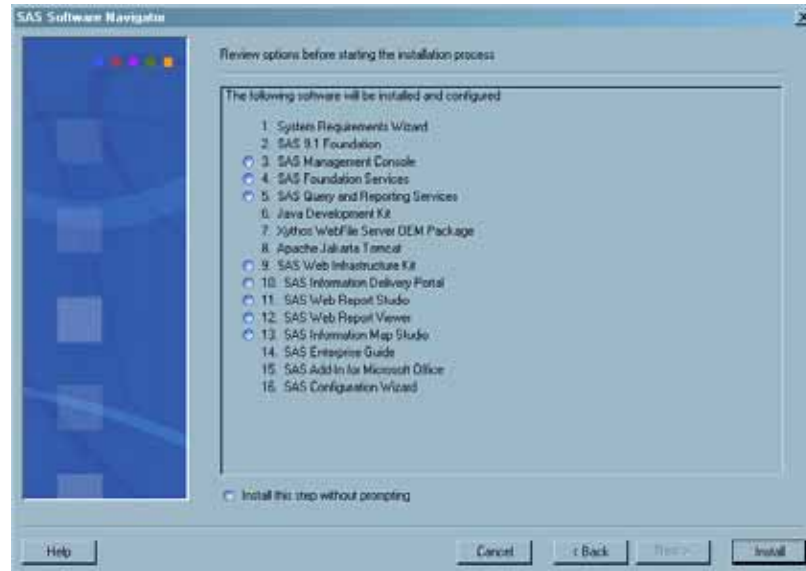 SAS Software Navigator
Review options before starting the installation process
The following software will be installed and configured
1. System Requirements Wizard
2. SAS 9.1 Foundation
3. SAS Management Console
4. SAS Foundation Services
5. SAS Query and Reporting Services
6. Java Development Kit
7. Xythos WebFile Server OEM Package
8. Apache Jakarta Tomcat
9. SAS Web Infrastructure Kit
10. SAS Information Delivery Portal
11. SAS Web Report Studio
12. SAS Web Report Viewer
13. SAS Information Map Studio
14. SAS Enterprise Guide
15. SAS Add-In for Microsoft Office
16. SAS Configuration Wizard
Install this step without prompting
Help
Cancel
< Back
Next >
Install